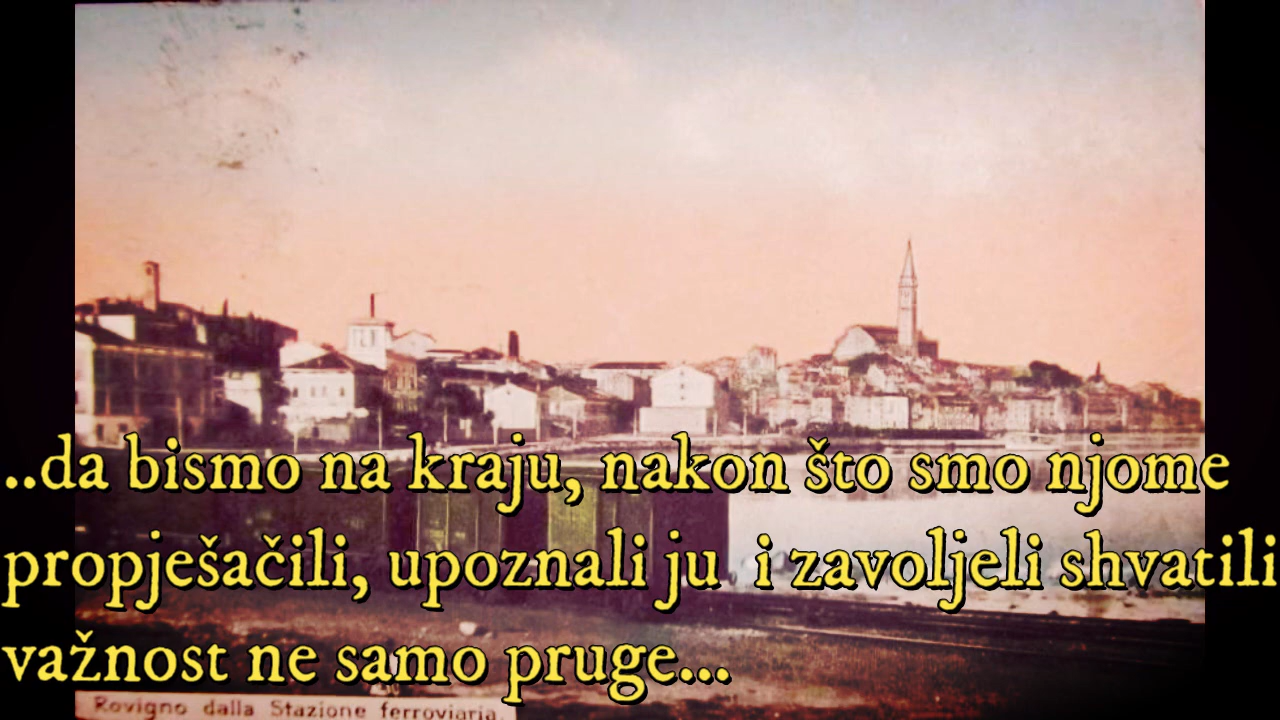 ..da bismo na kraju, nakon što smo njome
propješačili, upoznali ju i zavoljeli shvatili
važnost ne samo pruge...
Rovigno dalla Stazione ferroviaria.